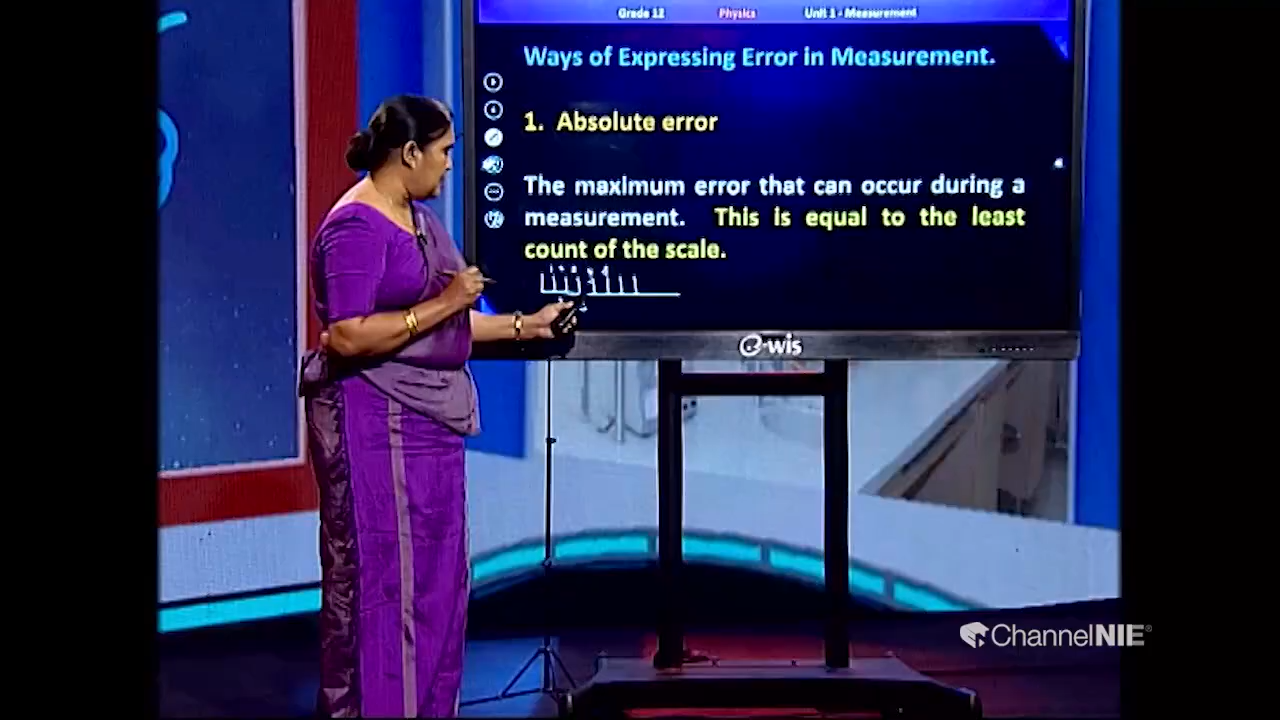 Grade 12 Physics Unit 1 - Measurement
Ways of Expressing Error in Measurement.
1. Absolute error
The maximum error that can occur during a
measurement. This is equal to the least
count of the scale.
e-wis
ChannelNIE